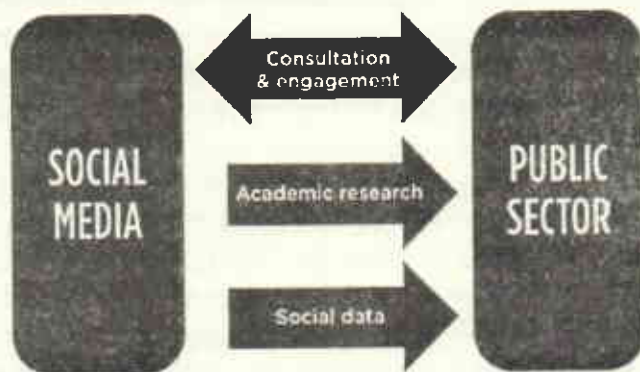 Consultation
& engagement
SOCIAL
MEDIA
Academic research
PUBLIC
SECTOR
Social data